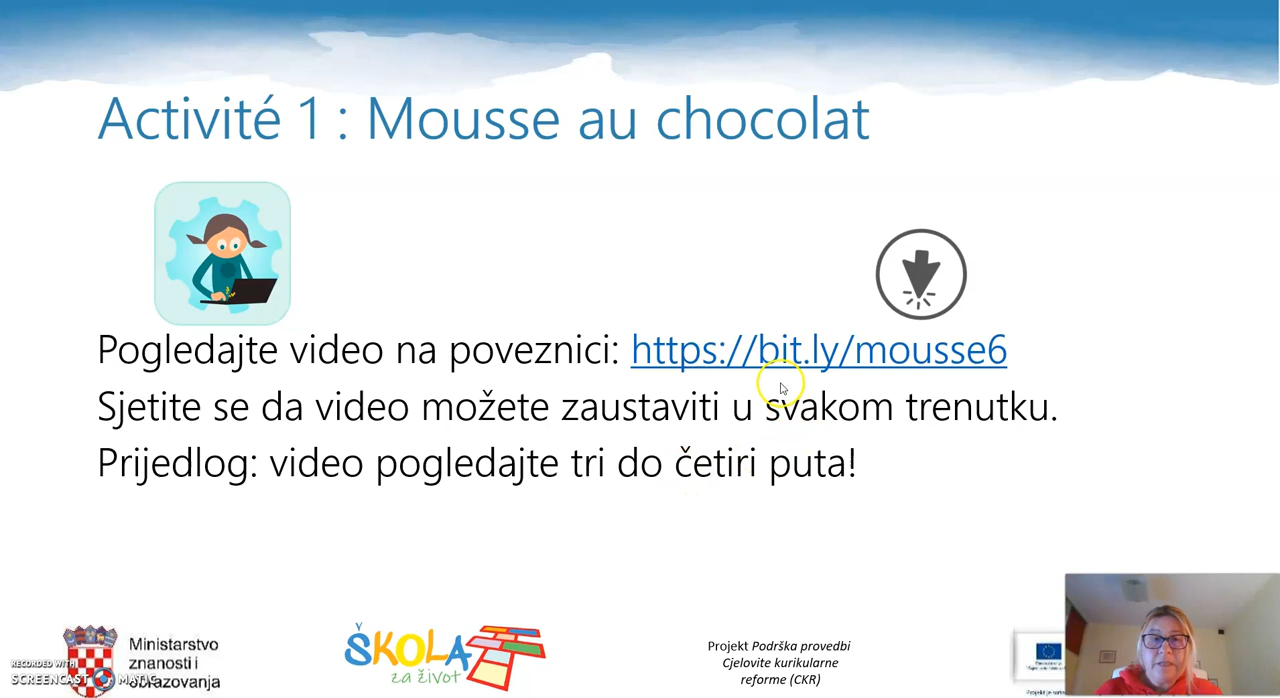 Activité 1 : Mousse au chocolat
Pogledajte video na poveznici: https://bit.ly/mousse6
Sjetite se da video možete zaustaviti u svakom trenutku.
Prijedlog: video pogledajte tri do četiri puta!
Ministarstvo
znanosti i
obrazovanja
RECORDED WITH
SCREENCAST MATIC
ŠKOLA
za život
Projekt Podrška provedbi
Cjelovite kurikularne
reforme (CKR)